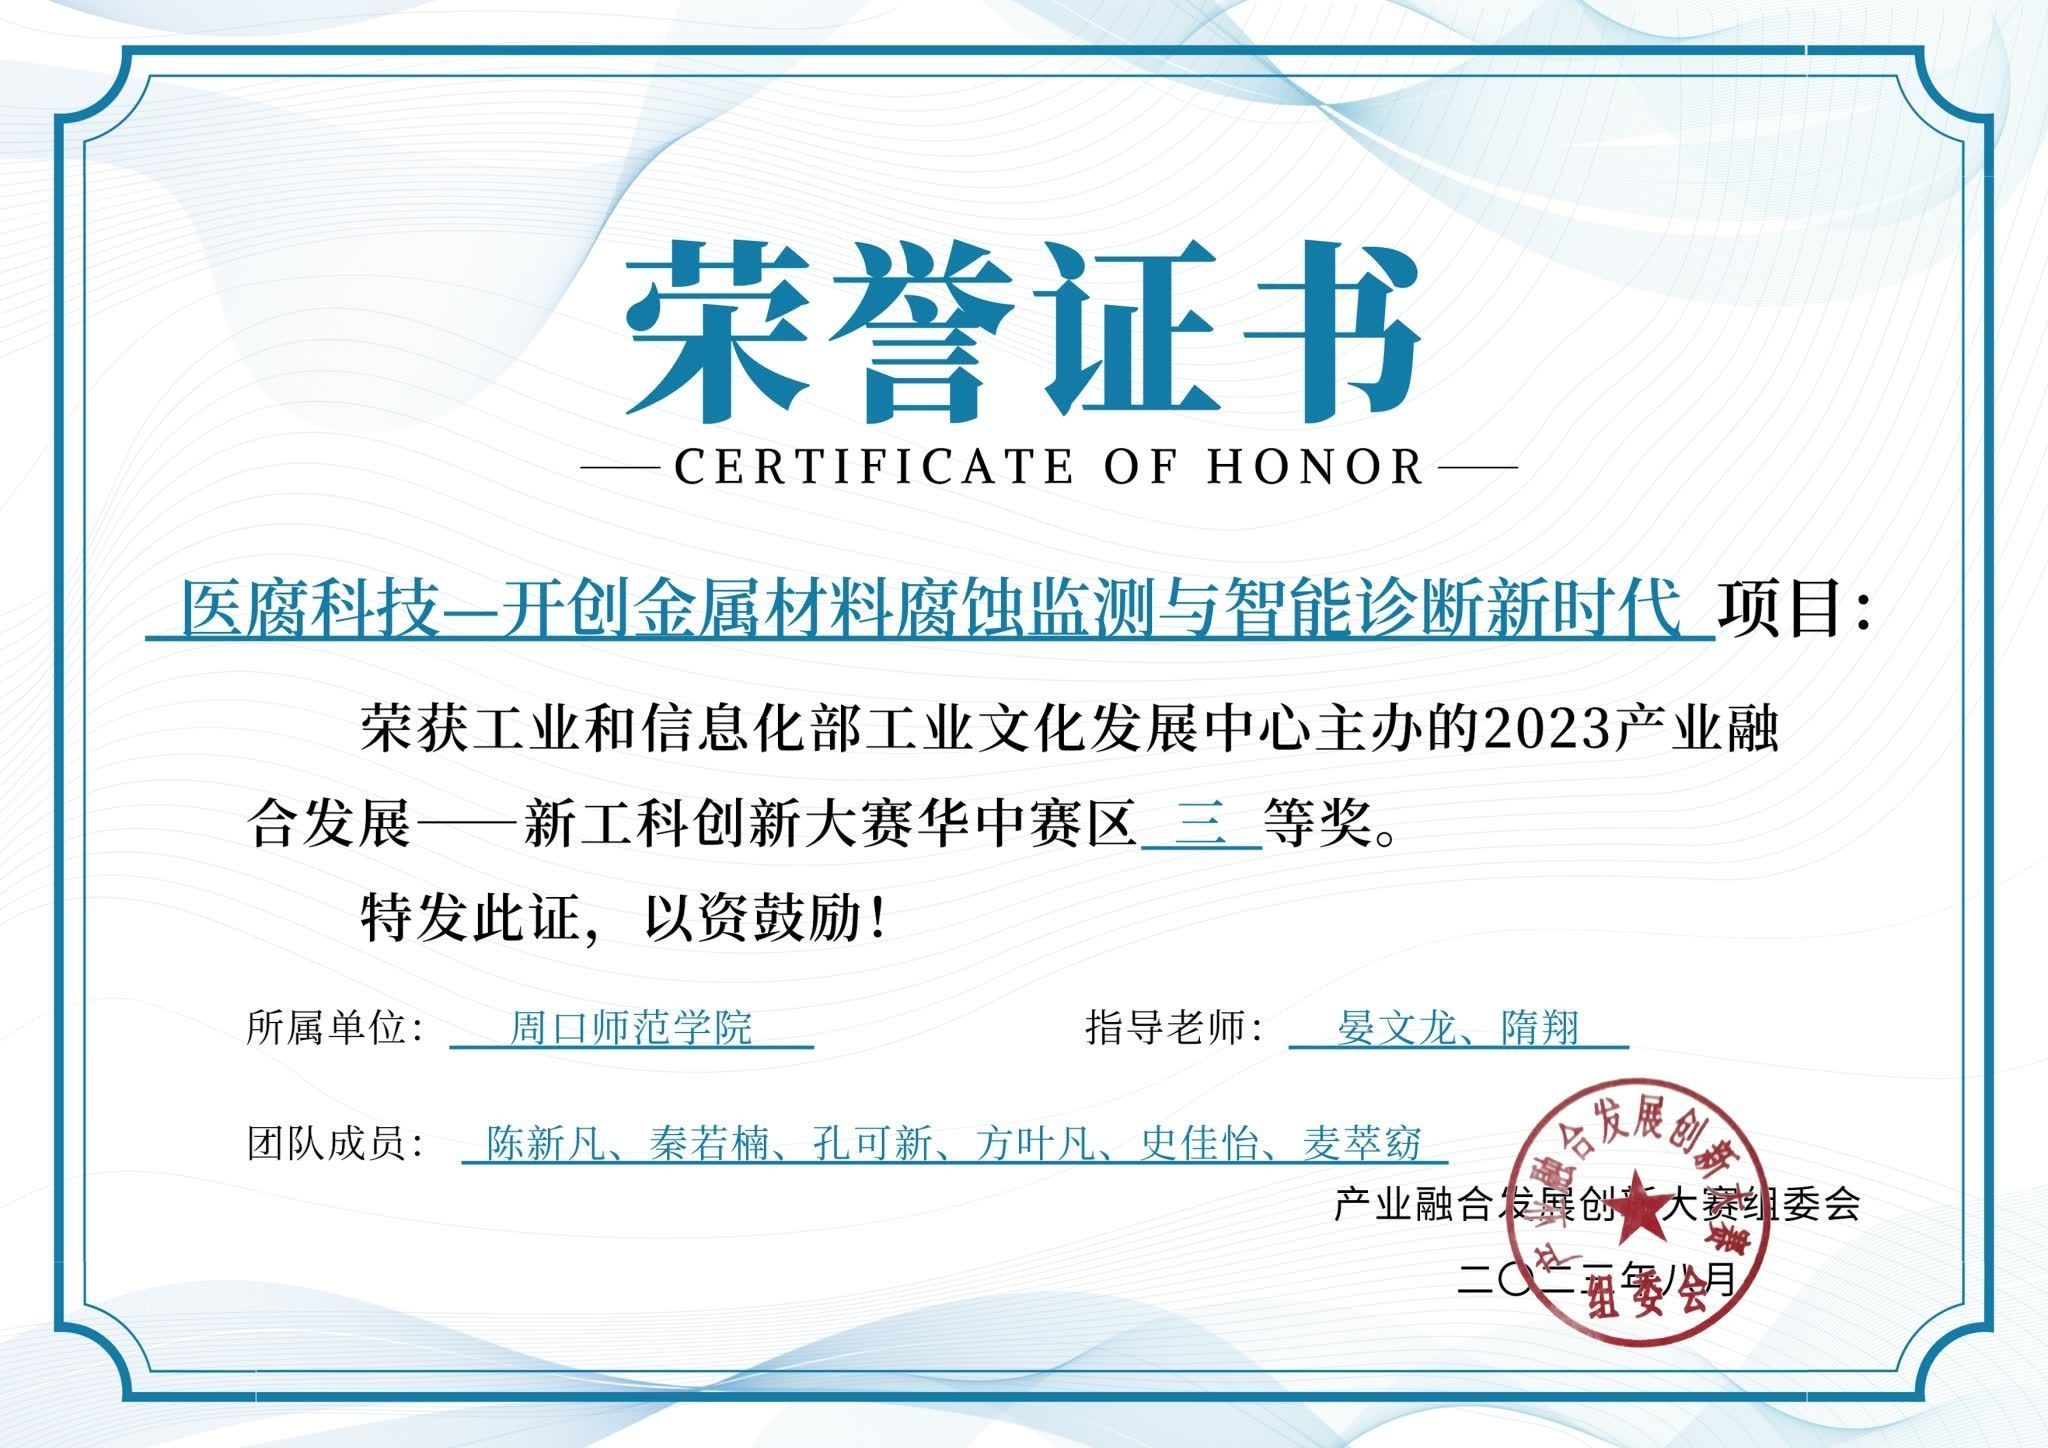 荣誉证书
CERTIFICATE OF HONOR
医腐科技—开创金属材料腐蚀监测与智能诊断新时代 项目：
荣获工业和信息化部工业文化发展中心主办的2023产业融
合发展——新工科创新大赛华中赛区 三 等奖。
特发此证，以资鼓励！
所属单位： 周口师范学院 指导老师： 晏文龙、隋翔
团队成员： 陈新凡、秦若楠、孔可新、方叶凡、史佳怡、麦萃窈
产业融合发展创新大赛组委会
二〇二三年八月
产业融合发展创新大赛
组委会